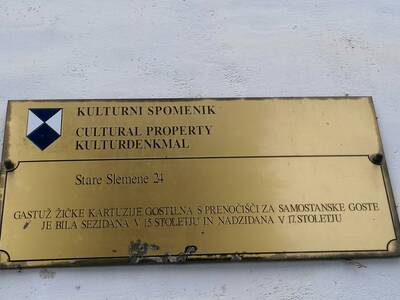 KULTURNI SPOMENIK
CULTURAL PROPERTY
KULTURDENKMAL
Stare Slemene 24
GASTUŽ ŽIČKE KARTUZIJE GOSTILNA S PRENOČIŠČI ZA SAMOSTANSKE GOSTE
JE BILA SEZIDANA V 15. STOLETJU IN NADZIDANA V 17. STOLETJU